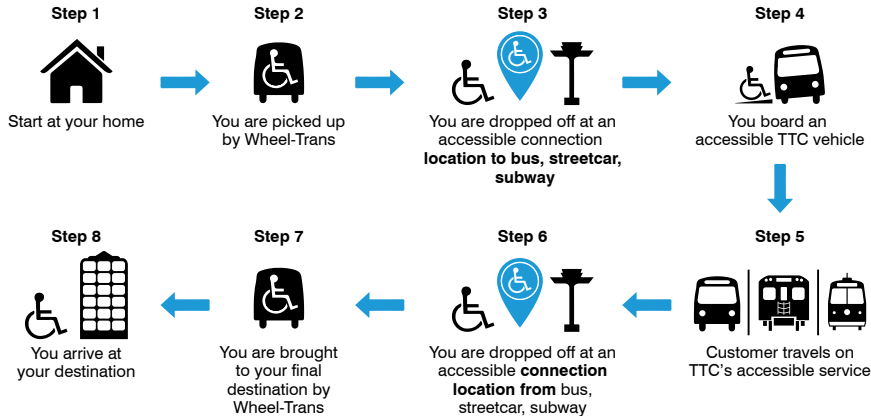 Step 1
Start at your home
Step 2
You are picked up
by Wheel-Trans
Step 3
You are dropped off at an
accessible connection
location to bus, streetcar,
subway
Step 4
You board an
accessible TTC vehicle
Step 5
Customer travels on
TTC's accessible service
Step 6
You are dropped off at an
accessible connection
location from bus,
streetcar, subway
Step 7
You are brought
to your final
destination by
Wheel-Trans
Step 8
You arrive at
your destination